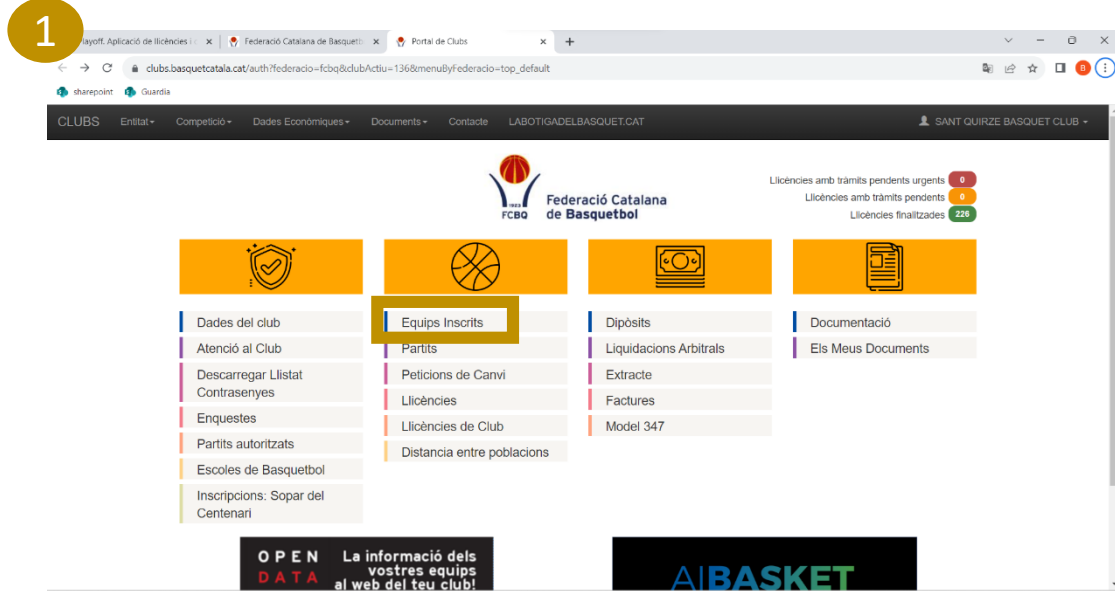 1
layoff. Aplicació de llicències i
Federació Catalana de Basquetb
Portal de Clubs
clubs.basquetcatala.cat/auth?federacio=fcbq&clubActiu=136&menuByFederacio=top_default
B
sharepoint
Guardia
CLUBS
Entitat
Competició
Dades Econòmiques
Documents
Contacte
LABOTIGADELBASQUET.CAT
SANT QUIRZE BASQUET CLUB
1923
FCBQ
Federació Catalana
de Basquetbol
Llicències amb tràmits pendents urgents 0
Llicències amb tràmits pendents 0
Llicències finalitzades 226
Dades del club
Atenció al Club
Descarregar Llistat
Contrasenyes
Enquestes
Partits autoritzats
Escoles de Basquetbol
Inscripcions: Sopar del
Centenari
Equips Inscrits
Partits
Peticions de Canvi
Llicències
Llicències de Club
Distancia entre poblacions
Dipòsits
Liquidacions Arbitrals
Extracte
Factures
Model 347
Documentació
Els Meus Documents
OPEN
DATA
La informació dels
vostres equips
al web del teu club!
AIBASKET